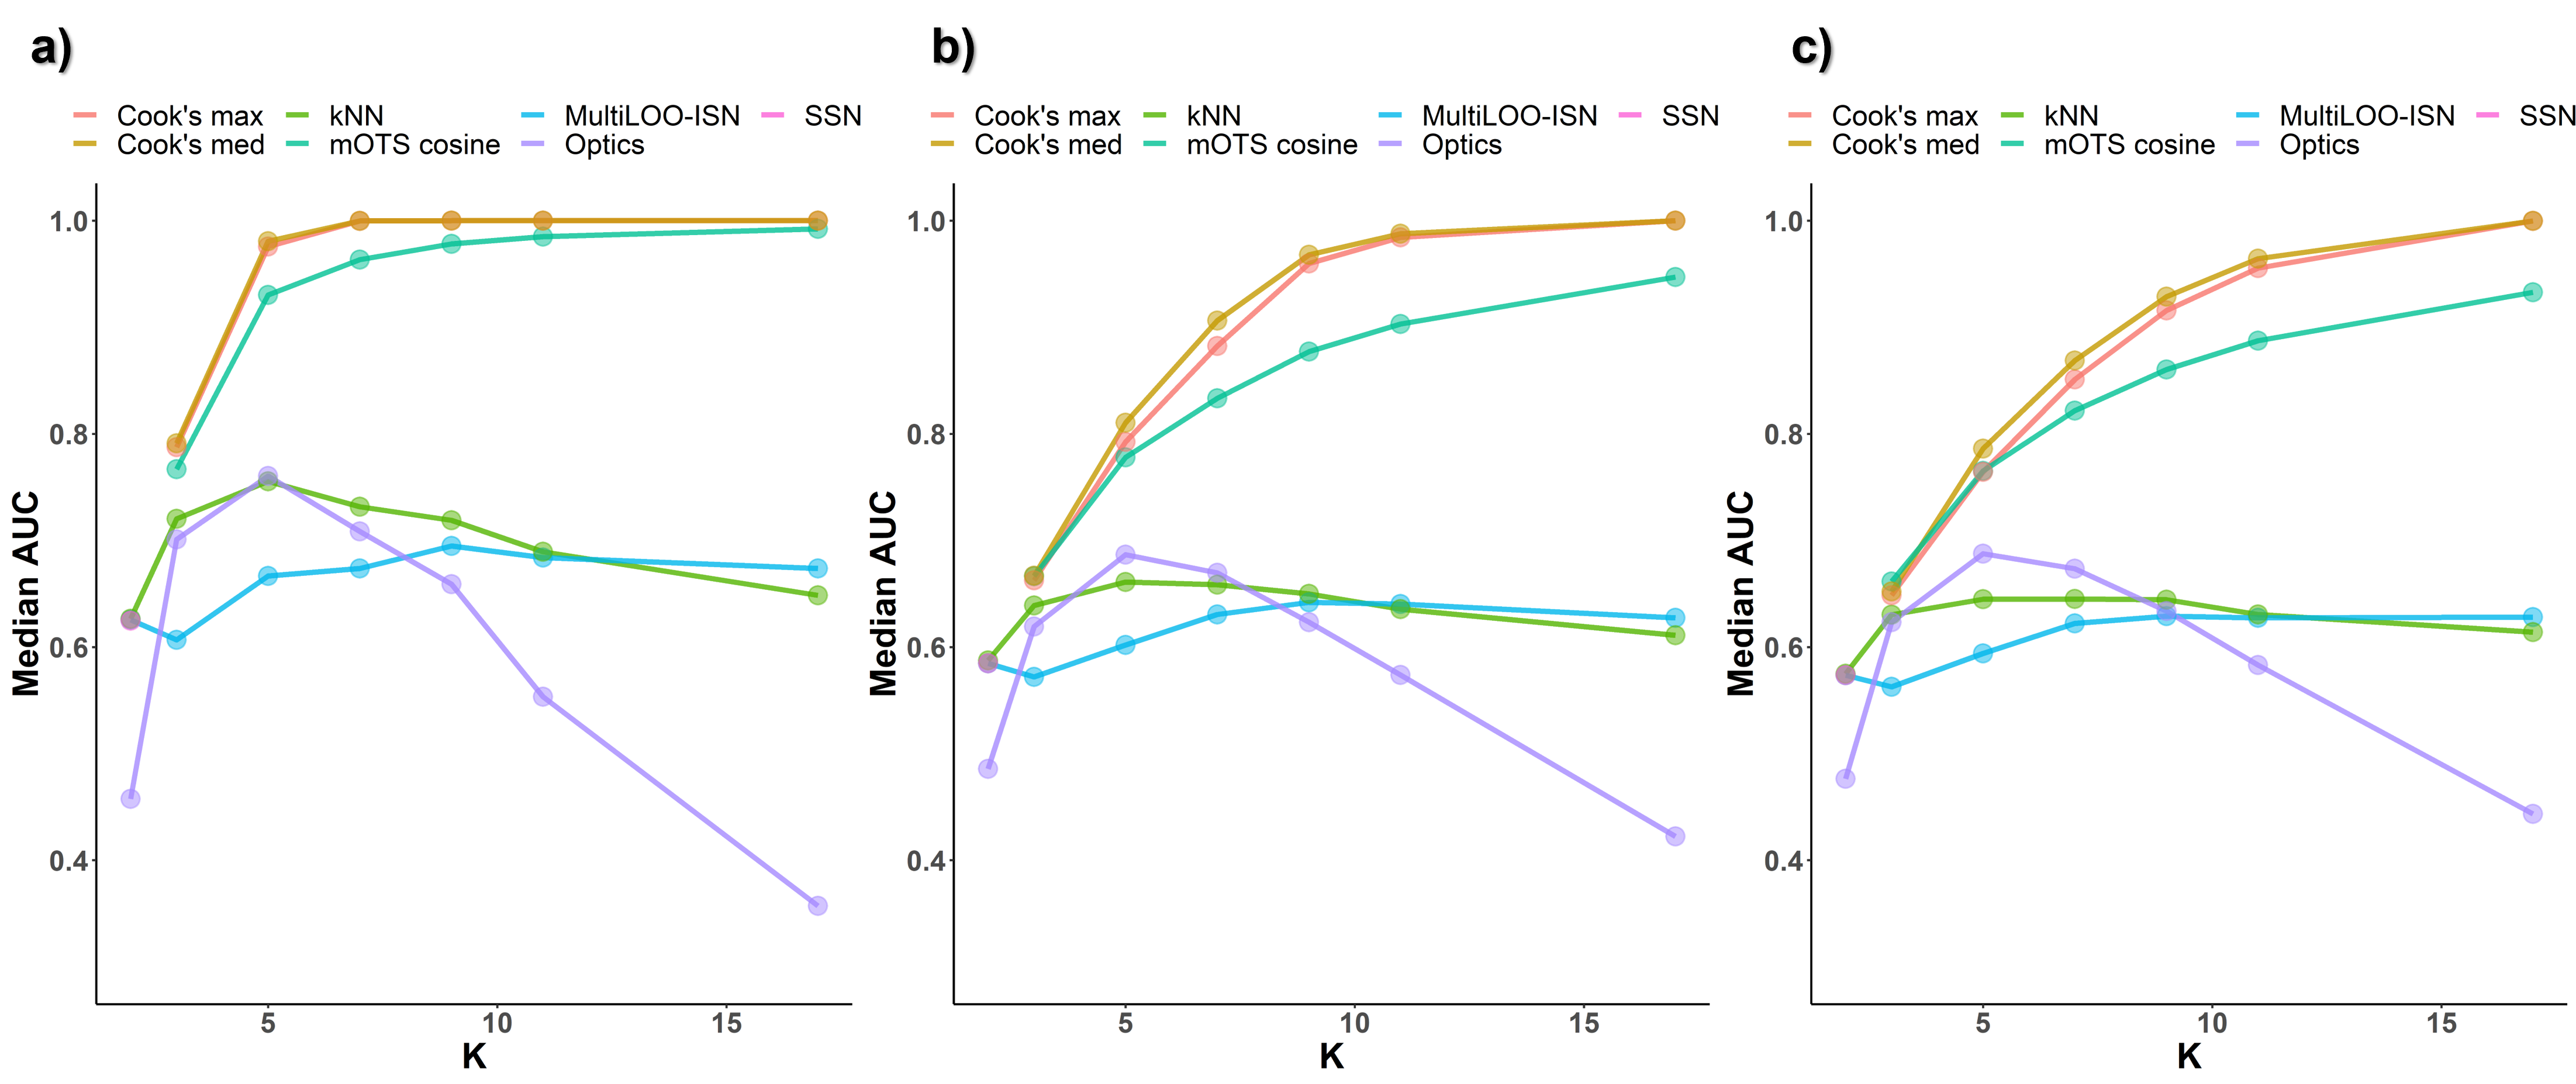 a)
Cook's max kNN MultiLOO-ISN SSN
Cook's med mOTS cosine Optics
Median AUC
1.0
0.8
0.6
0.4
5 10 15
K
b)
Cook's max kNN MultiLOO-ISN SSN
Cook's med mOTS cosine Optics
Median AUC
1.0
0.8
0.6
0.4
5 10 15
K
c)
Cook's max kNN MultiLOO-ISN SSN
Cook's med mOTS cosine Optics
Median AUC
1.0
0.8
0.6
0.4
5 10 15
K